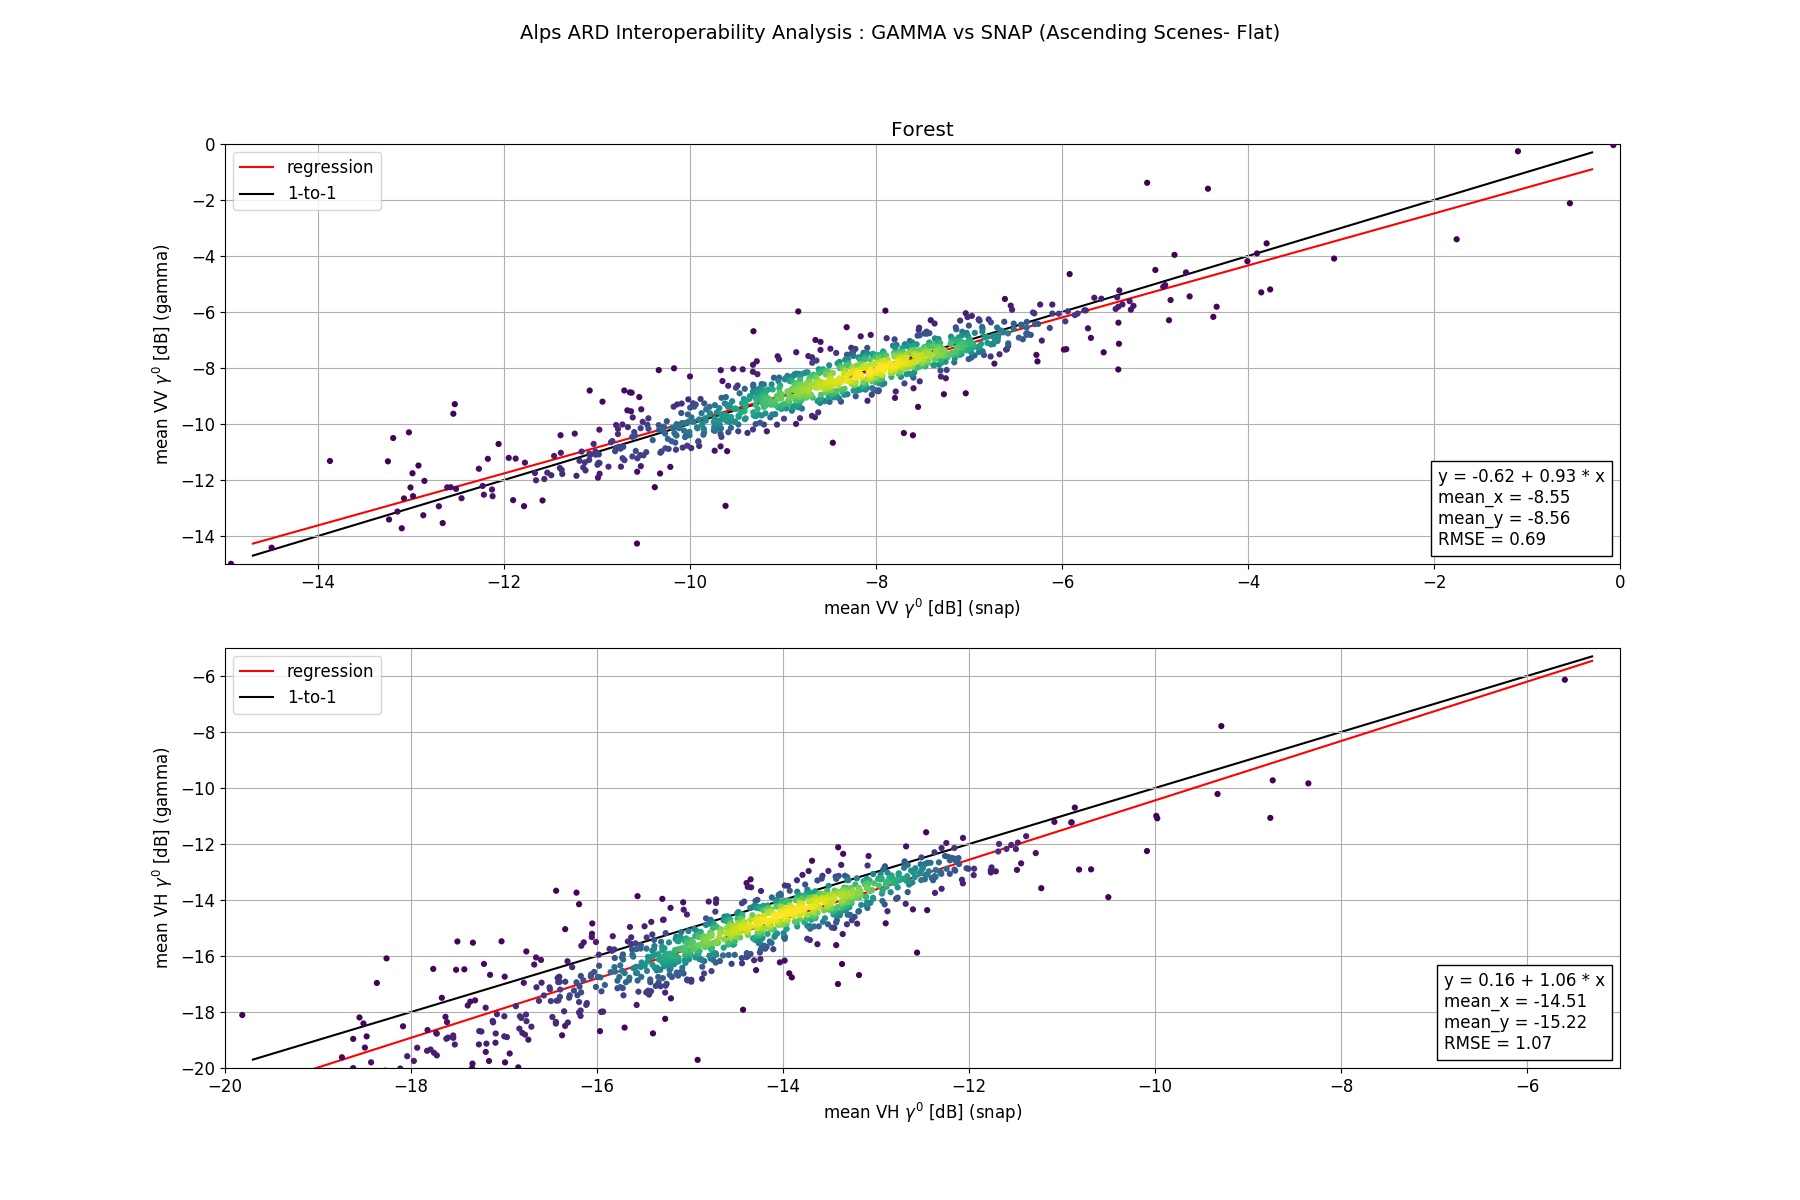 Alps ARD Interoperability Analysis : GAMMA vs SNAP (Ascending Scenes- Flat)
Forest
regression
1-to-1
0
−2
−4
−6
−8
−10
−12
−14
mean VV γ⁰ [dB] (gamma)
y = -0.62 + 0.93 * x
mean_x = -8.55
mean_y = -8.56
RMSE = 0.69
−14
−12
−10
−8
−6
−4
−2
0
mean VV γ⁰ [dB] (snap)
regression
1-to-1
−6
−8
−10
−12
−14
−16
−18
−20
mean VH γ⁰ [dB] (gamma)
y = 0.16 + 1.06 * x
mean_x = -14.51
mean_y = -15.22
RMSE = 1.07
−20
−18
−16
−14
−12
−10
−8
−6
mean VH γ⁰ [dB] (snap)